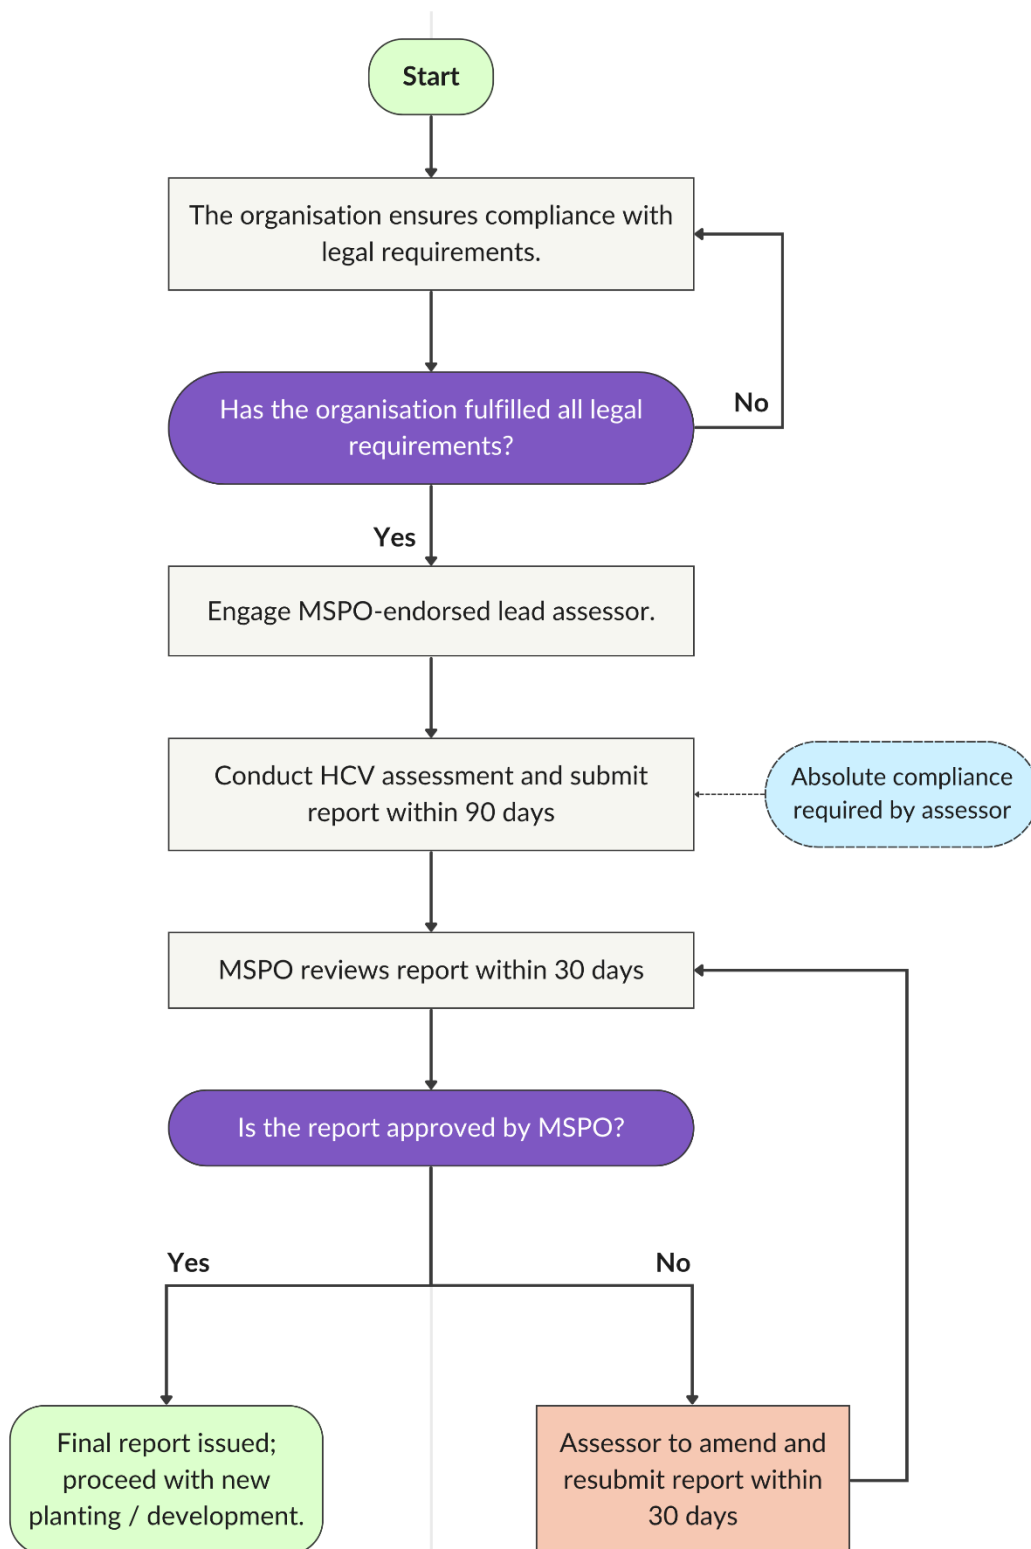 Start
The organisation ensures compliance with
legal requirements.
Has the organisation fulfilled all legal
requirements?
No
Yes
Engage MSPO-endorsed lead assessor.
Conduct HCV assessment and submit
report within 90 days
Absolute compliance
required by assessor
MSPO reviews report within 30 days
Is the report approved by MSPO?
Yes
No
Final report issued;
proceed with new
planting / development.
Assessor to amend and
resubmit report within
30 days